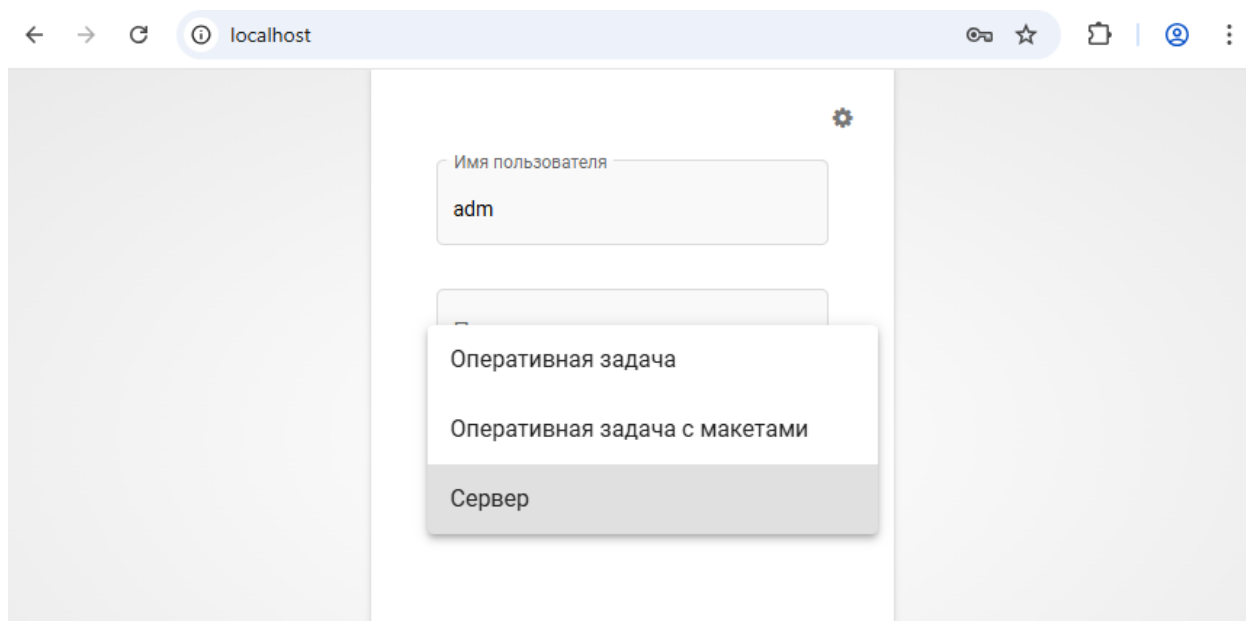 localhost
Имя пользователя
adm
Оперативная задача
Оперативная задача с макетами
Сервер